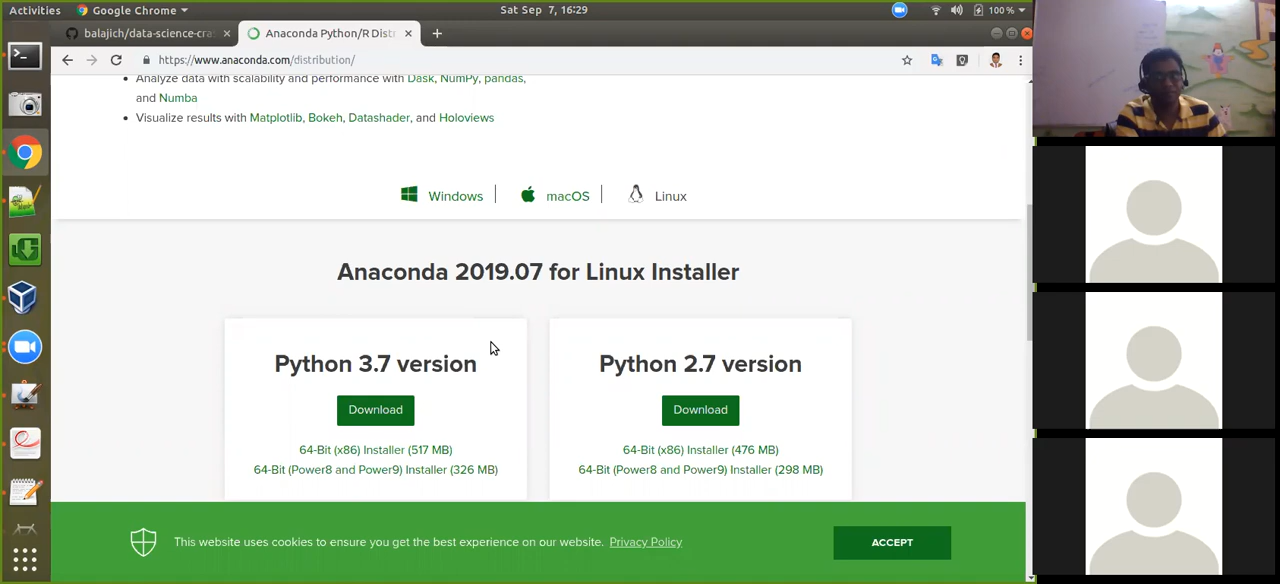 Activities Google Chrome Sat Sep 7, 16:29 100 %
balajich/data-science-cra Anaconda Python/R Distr
https://www.anaconda.com/distribution/
Analyze data with scalability and performance with Dask, NumPy, pandas,
and Numba
Visualize results with Matplotlib, Bokeh, Datashader, and Holoviews
Windows macOS Linux
Anaconda 2019.07 for Linux Installer
Python 3.7 version
Download
64-Bit (x86) Installer (517 MB)
64-Bit (Power8 and Power9) Installer (326 MB)
Python 2.7 version
Download
64-Bit (x86) Installer (476 MB)
64-Bit (Power8 and Power9) Installer (298 MB)
This website uses cookies to ensure you get the best experience on our website. Privacy Policy
ACCEPT